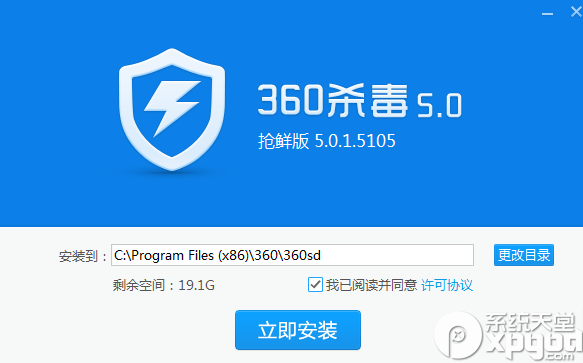 360杀毒 5.0
抢鲜版 5.0.1.5105
安装到： C:\Program Files (x86)\360\360sd 更改目录
剩余空间：19.1G 我已阅读并同意 许可协议
立即安装
系统天堂